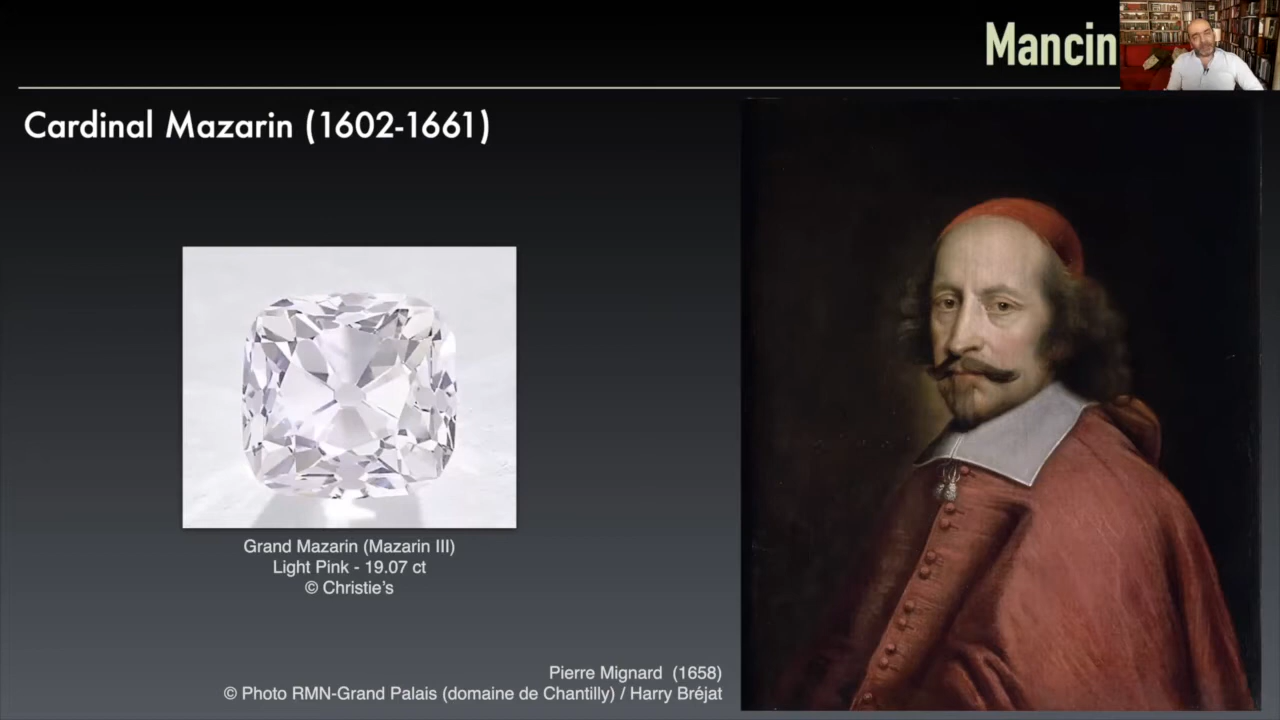 Mancin
Cardinal Mazarin (1602-1661)
Grand Mazarin (Mazarin III)
Light Pink - 19.07 ct
© Christie’s
Pierre Mignard (1658)
© Photo RMN-Grand Palais (domaine de Chantilly) / Harry Bréjat